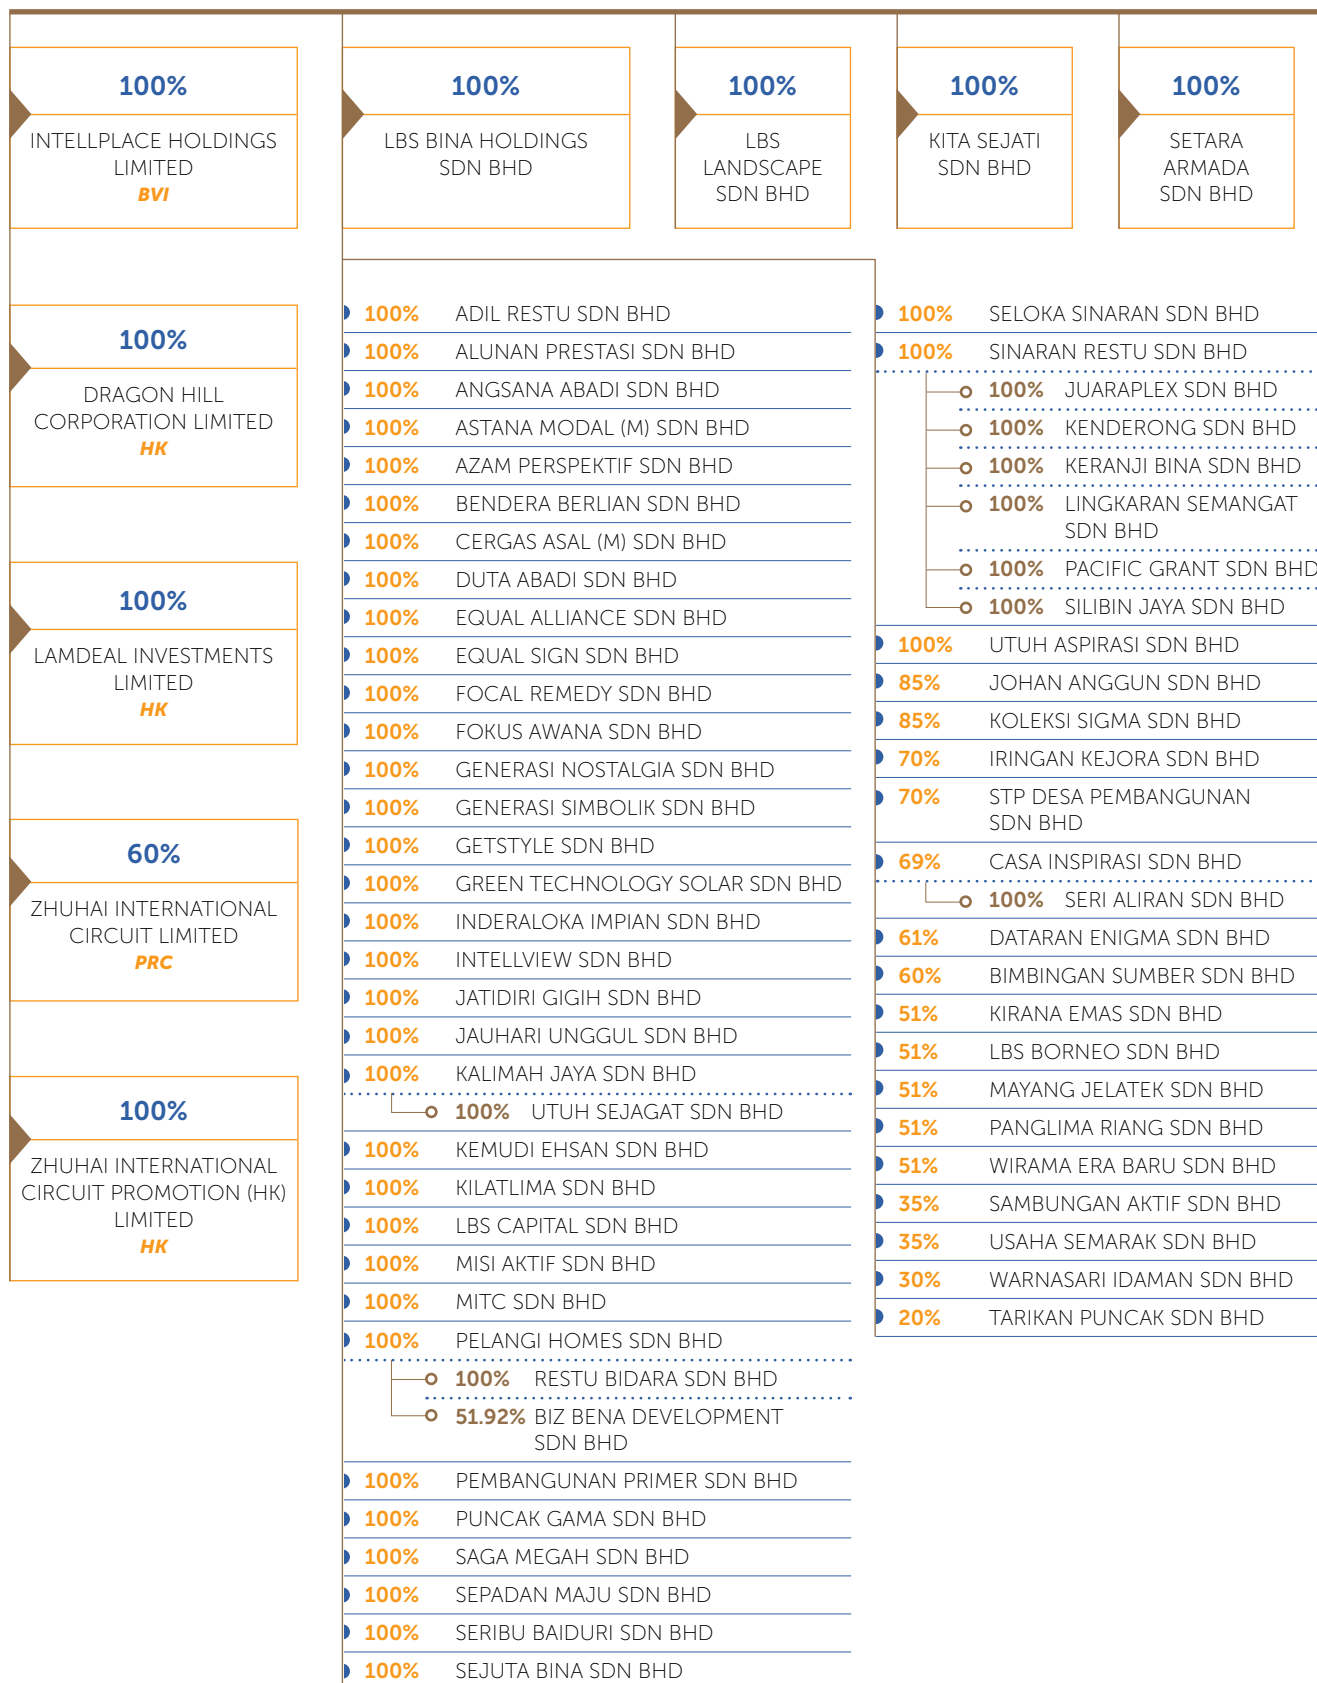 100%
INTELLPLACE HOLDINGS
LIMITED
BVI
100%
LBS BINA HOLDINGS
SDN BHD
100%
LBS
LANDSCAPE
SDN BHD
100%
KITA SEJATI
SDN BHD
100%
SETARA
ARMADA
SDN BHD
100%
DRAGON HILL
CORPORATION LIMITED
HK
100%
LAMDEAL INVESTMENTS
LIMITED
HK
60%
ZHUHAI INTERNATIONAL
CIRCUIT LIMITED
PRC
100%
ZHUHAI INTERNATIONAL
CIRCUIT PROMOTION (HK)
LIMITED
HK
100% ADIL RESTU SDN BHD
100% ALUNAN PRESTASI SDN BHD
100% ANGSANA ABADI SDN BHD
100% ASTANA MODAL (M) SDN BHD
100% AZAM PERSPEKTIF SDN BHD
100% BENDERA BERLIAN SDN BHD
100% CERGAS ASAL (M) SDN BHD
100% DUTA ABADI SDN BHD
100% EQUAL ALLIANCE SDN BHD
100% EQUAL SIGN SDN BHD
100% FOCAL REMEDY SDN BHD
100% FOKUS AWANA SDN BHD
100% GENERASI NOSTALGIA SDN BHD
100% GENERASI SIMBOLIK SDN BHD
100% GETSTYLE SDN BHD
100% GREEN TECHNOLOGY SOLAR SDN BHD
100% INDERALOKA IMPIAN SDN BHD
100% INTELLVIEW SDN BHD
100% JATIDIRI GIGIH SDN BHD
100% JAUHARI UNGGUL SDN BHD
100% KALIMAH JAYA SDN BHD
100% UTUH SEJAGAT SDN BHD
100% KEMUDI EHSAN SDN BHD
100% KILATLIMA SDN BHD
100% LBS CAPITAL SDN BHD
100% MISI AKTIF SDN BHD
100% MITC SDN BHD
100% PELANGI HOMES SDN BHD
100% RESTU BIDARA SDN BHD
51.92% BIZ BENA DEVELOPMENT
SDN BHD
100% PEMBANGUNAN PRIMER SDN BHD
100% PUNCAK GAMA SDN BHD
100% SAGA MEGAH SDN BHD
100% SEPADAN MAJU SDN BHD
100% SERIBU BAIDURI SDN BHD
100% SEJUTA BINA SDN BHD
100% SELOKA SINARAN SDN BHD
100% SINARAN RESTU SDN BHD
100% JUARAPLEX SDN BHD
100% KENDERONG SDN BHD
100% KERANJI BINA SDN BHD
100% LINGKARAN SEMANGAT
SDN BHD
100% PACIFIC GRANT SDN BHD
100% SILIBIN JAYA SDN BHD
100% UTUH ASPIRASI SDN BHD
85% JOHAN ANGGUN SDN BHD
85% KOLEKSI SIGMA SDN BHD
70% IRINGAN KEJORA SDN BHD
70% STP DESA PEMBANGUNAN
SDN BHD
69% CASA INSPIRASI SDN BHD
100% SERI ALIRAN SDN BHD
61% DATARAN ENIGMA SDN BHD
60% BIMBINGAN SUMBER SDN BHD
51% KIRANA EMAS SDN BHD
51% LBS BORNEO SDN BHD
51% MAYANG JELATEK SDN BHD
51% PANGLIMA RIANG SDN BHD
51% WIRAMA ERA BARU SDN BHD
35% SAMBUNGAN AKTIF SDN BHD
35% USAHA SEMARAK SDN BHD
30% WARNASARI IDAMAN SDN BHD
20% TARIKAN PUNCAK SDN BHD